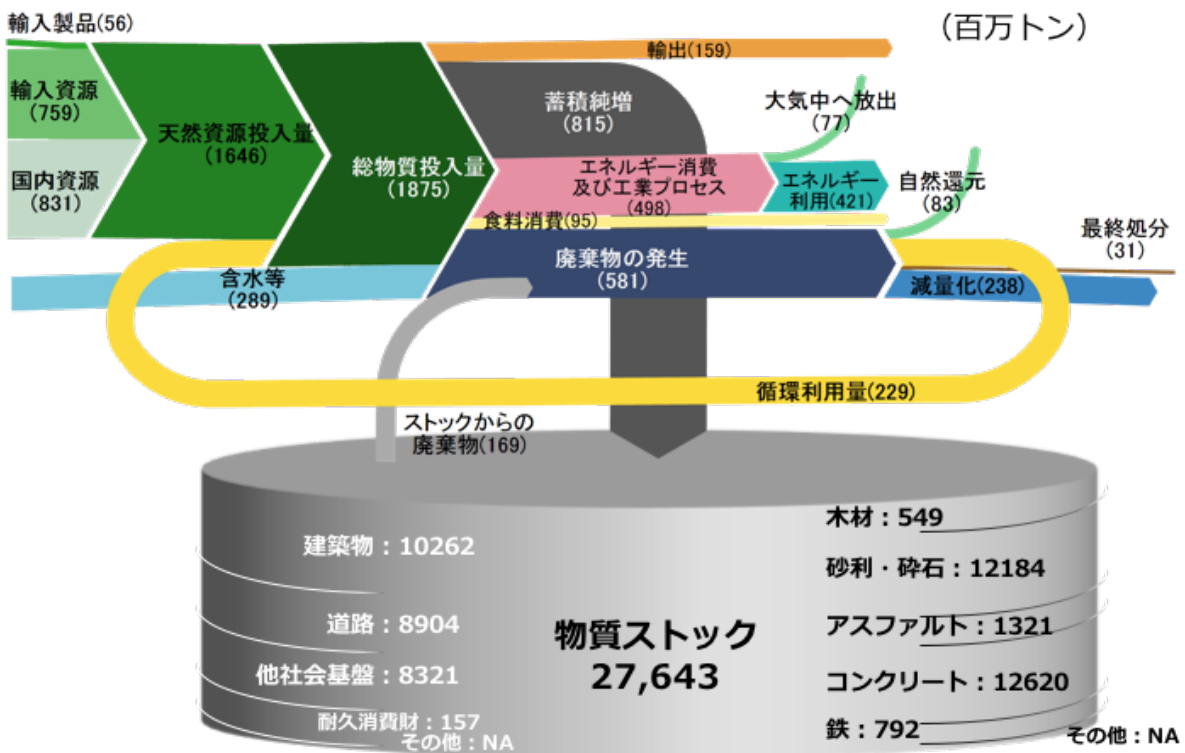 輸入製品(56)
(百万トン)
輸出(159)
輸入資源
(759)
蓄積純増
(815)
大気中へ放出
(77)
天然資源投入量
(1646)
総物質投入量
(1875)
エネルギー消費
及び工業プロセス
(498)
エネルギー
利用(421)
国内資源
(831)
自然還元
(83)
食料消費(95)
最終処分
(31)
含水等
(289)
廃棄物の発生
(581)
減量化(238)
循環利用量(229)
ストックからの
廃棄物(169)
建築物：10262
道路：8904
他社会基盤：8321
耐久消費財：157
その他：NA
物質ストック
27,643
木材：549
砂利・砕石：12184
アスファルト：1321
コンクリート：12620
鉄：792
その他：NA